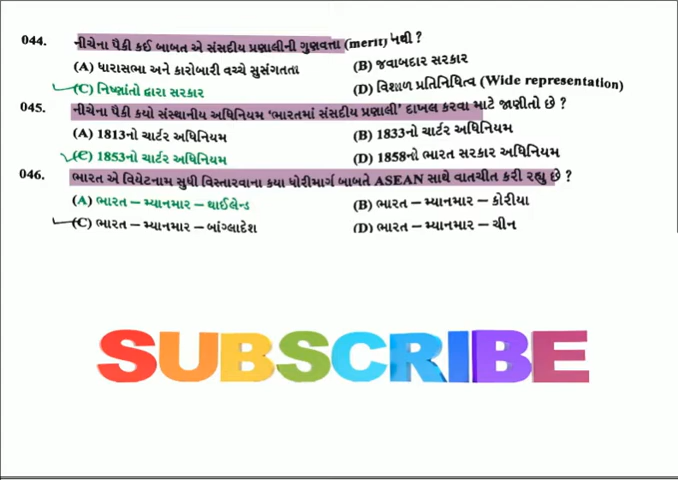 044. નીચેના પૈકી કઈ બાબત એ સંસદીય પ્રણાલીની ગુણવત્તા (merit) નથી ?
(A) ધારાસભા અને કારોબારી વચ્ચે સુસંગતતા (B) જવાબદાર સરકાર
(C) નિષ્ણાંતો દ્વારા સરકાર (D) વિશાળ પ્રતિનિધિત્વ (Wide representation)
045. નીચેના પૈકી કયો સંસ્થાનીય અધિનિયમ ‘ભારતમાં સંસદીય પ્રણાલી’ દાખલ કરવા માટે જાણીતો છે ?
(A) 1813નો ચાર્ટર અધિનિયમ (B) 1833નો ચાર્ટર અધિનિયમ
(C) 1853નો ચાર્ટર અધિનિયમ (D) 1858નો ભારત સરકાર અધિનિયમ
046. ભારત એ વિયેટનામ સુધી વિસ્તારવાના કયા ધોરીમાર્ગ બાબતે ASEAN સાથે વાતચીત કરી રહ્યુ છે ?
(A) ભારત – મ્યાનમાર – થાઈલેન્ડ (B) ભારત – મ્યાનમાર – કોરીયા
(C) ભારત – મ્યાનમાર – બાંગ્લાદેશ (D) ભારત – મ્યાનમાર – ચીન
SUBSCRIBE